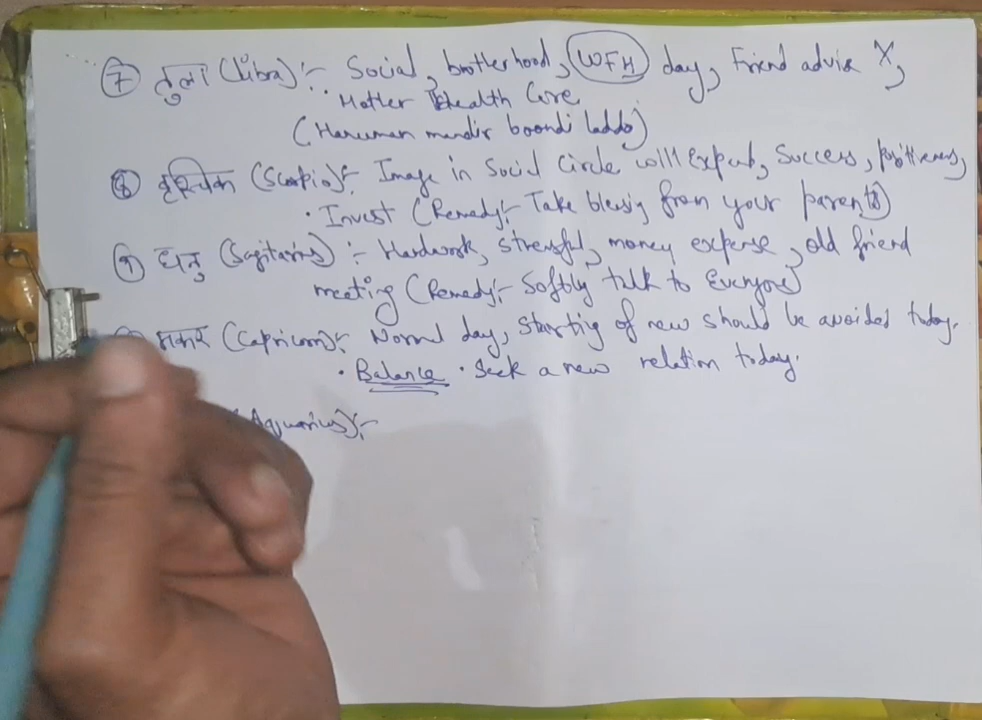 ⑦ तुला (Libra):- Social, brotherhood, WFH day, Friend advice X,
Mother Health Care
(Hanuman mandir boondi laddo)
⑧ वृश्चिक (Scorpio):- Image in Social Circle will Expand, Success, positiveness,
• Invest (Remedy:- Take blessing from your parents)
⑨ धनु (Sagitarius) :- Hardwork, stressful, money expense, old friend
meeting (Remedy:- Softly talk to Everyone)
मकर (Capricorn):- Normal day, Starting of new should be avoided today.
• Balance • Seek a new relation today.
(Aquarius):-